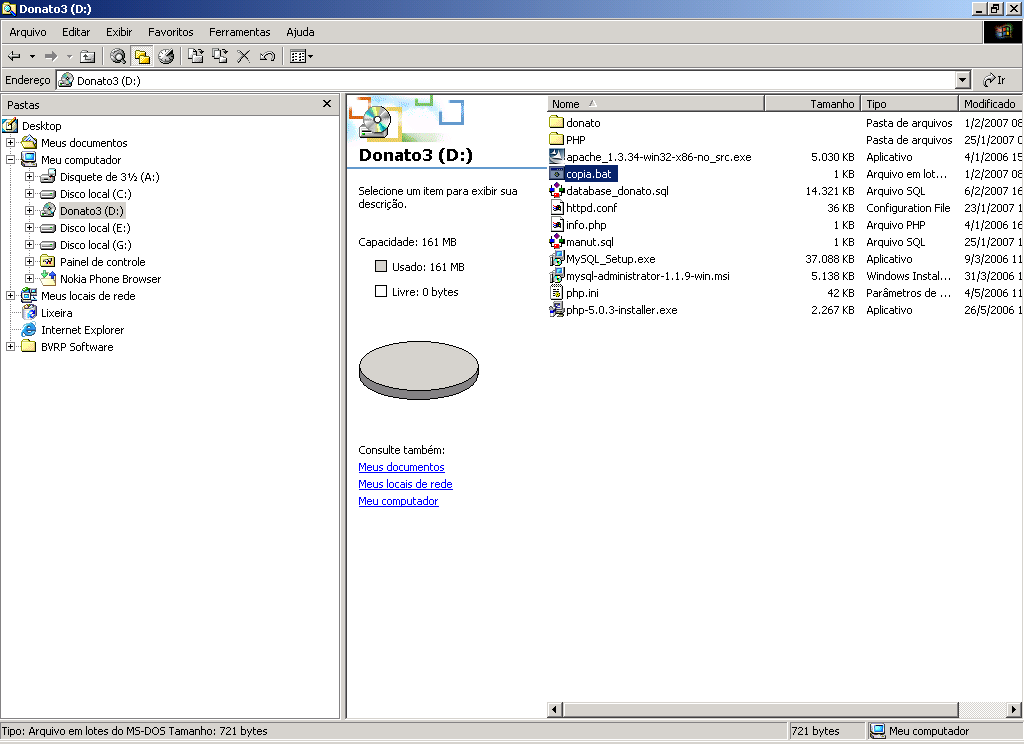 Donato3 (D:)
Arquivo Editar Exibir Favoritos Ferramentas Ajuda
Endereço Donato3 (D:) Ir
Pastas
Desktop
Meus documentos
Meu computador
Disquete de 3½ (A:)
Disco local (C:)
Donato3 (D:)
Disco local (E:)
Disco local (G:)
Painel de controle
Nokia Phone Browser
Meus locais de rede
Lixeira
Internet Explorer
BVRP Software
Donato3 (D:)
Selecione um item para exibir sua
descrição.
Capacidade: 161 MB
Usado: 161 MB
Livre: 0 bytes
Consulte também:
Meus documentos
Meus locais de rede
Meu computador
Nome Tamanho Tipo Modificado
donato Pasta de arquivos 1/2/2007 08
PHP Pasta de arquivos 25/1/2007 0
apache_1.3.34-win32-x86-no_src.exe 5.030 KB Aplicativo 4/1/2006 15
copia.bat 1 KB Arquivo em lot... 1/2/2007 08
database_donato.sql 14.321 KB Arquivo SQL 6/2/2007 16
httpd.conf 36 KB Configuration File 23/1/2007 1
info.php 1 KB Arquivo PHP 4/1/2006 16
manut.sql 1 KB Arquivo SQL 25/1/2007 1
MySQL_Setup.exe 37.088 KB Aplicativo 9/3/2006 11
mysql-administrator-1.1.9-win.msi 5.138 KB Windows Instal... 31/3/2006 1
php.ini 42 KB Parâmetros de ... 4/5/2006 11
php-5.0.3-installer.exe 2.267 KB Aplicativo 26/5/2006 1
Tipo: Arquivo em lotes do MS-DOS Tamanho: 721 bytes 721 bytes Meu computador